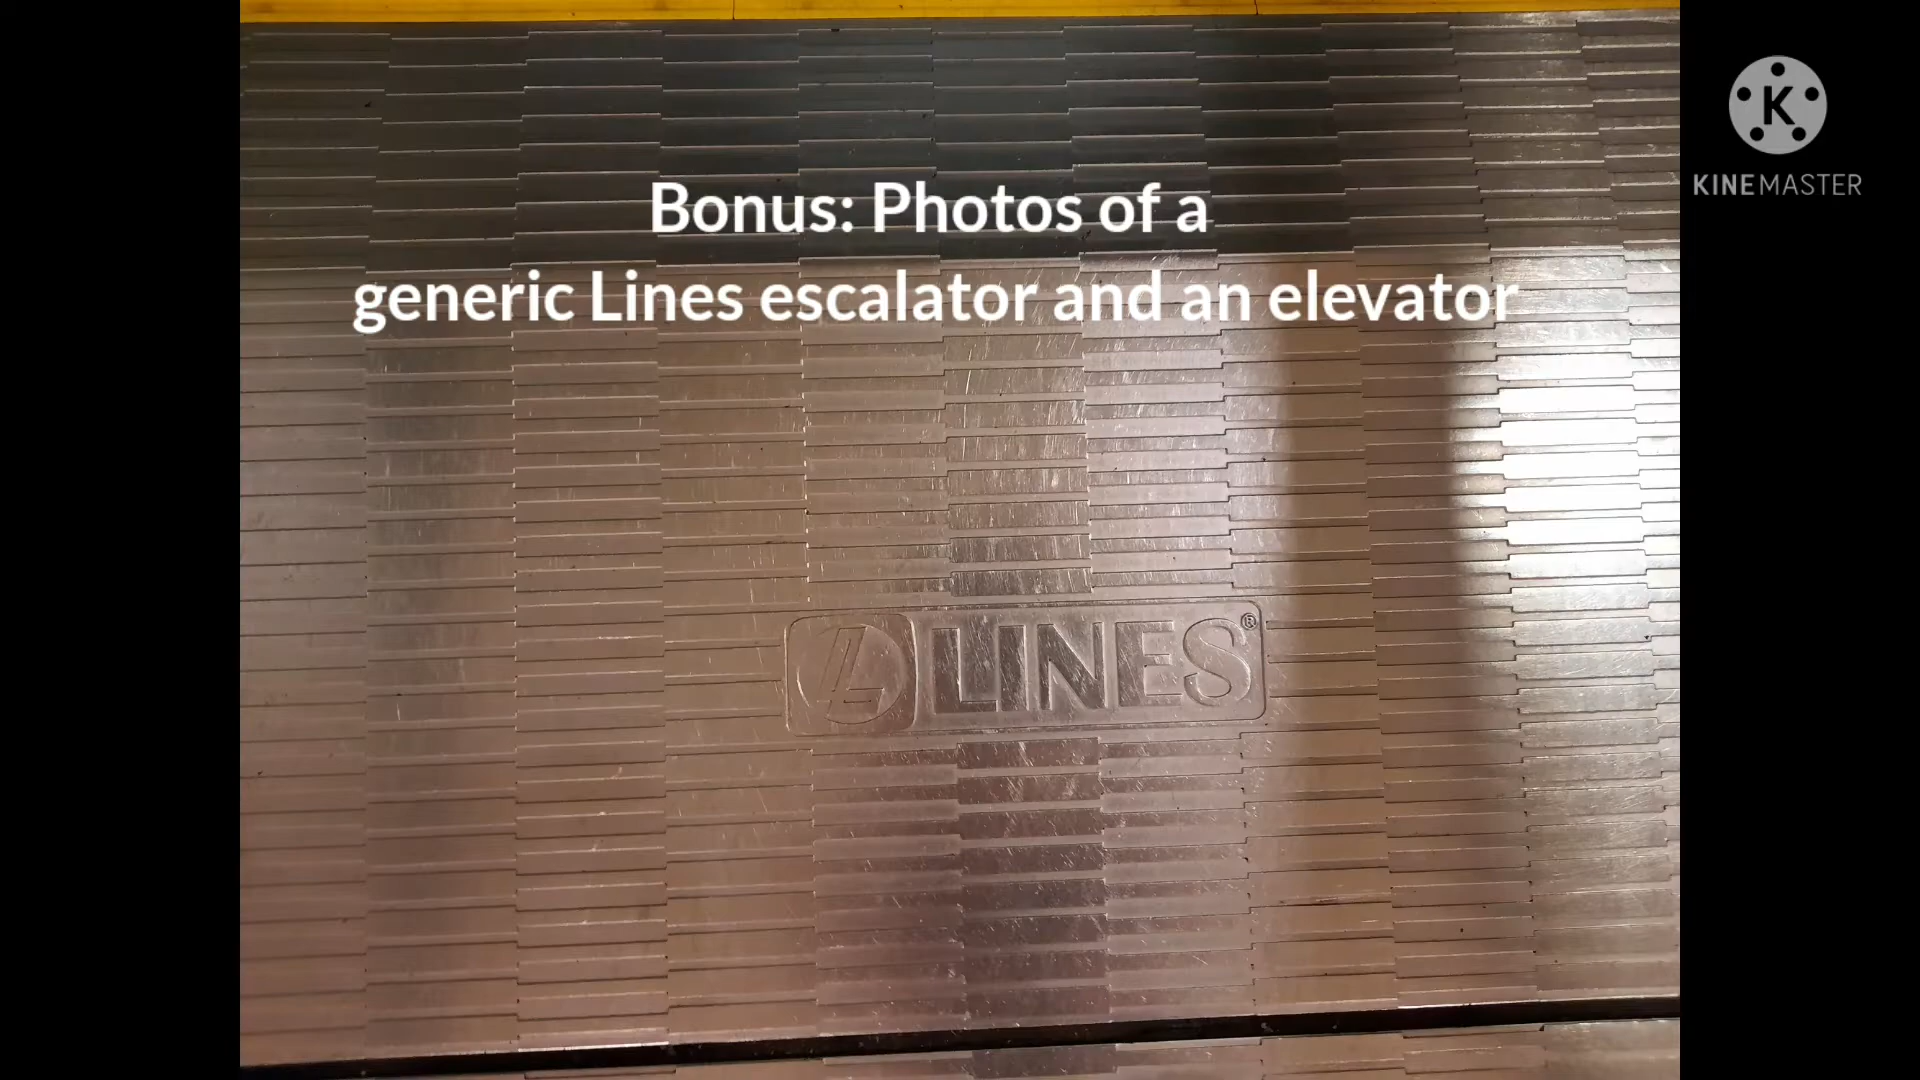 Bonus: Photos of a
generic Lines escalator and an elevator
K
KINEMASTER
L LINES®